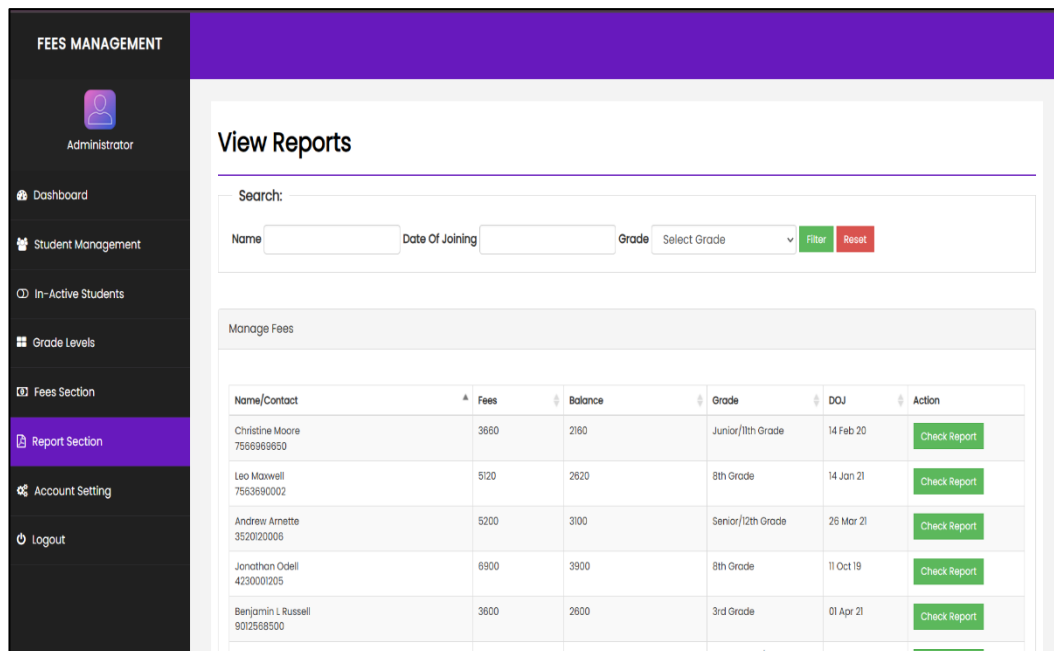 FEES MANAGEMENT
Administrator
Dashboard
Student Management
In-Active Students
Grade Levels
Fees Section
Report Section
Account Setting
Logout
View Reports
Search:
Name Date Of Joining Grade Select Grade Filter Reset
Manage Fees
Name/Contact Fees Balance Grade DOJ Action
Christine Moore 3660 2160 Junior/11th Grade 14 Feb 20 Check Report
7566969650
Leo Maxwell 5120 2620 8th Grade 14 Jan 21 Check Report
7563690002
Andrew Arnette 5200 3100 Senior/12th Grade 26 Mar 21 Check Report
3520120006
Jonathan Odell 6900 3900 8th Grade 11 Oct 19 Check Report
4230001205
Benjamin L Russell 3600 2600 3rd Grade 01 Apr 21 Check Report
9012568500